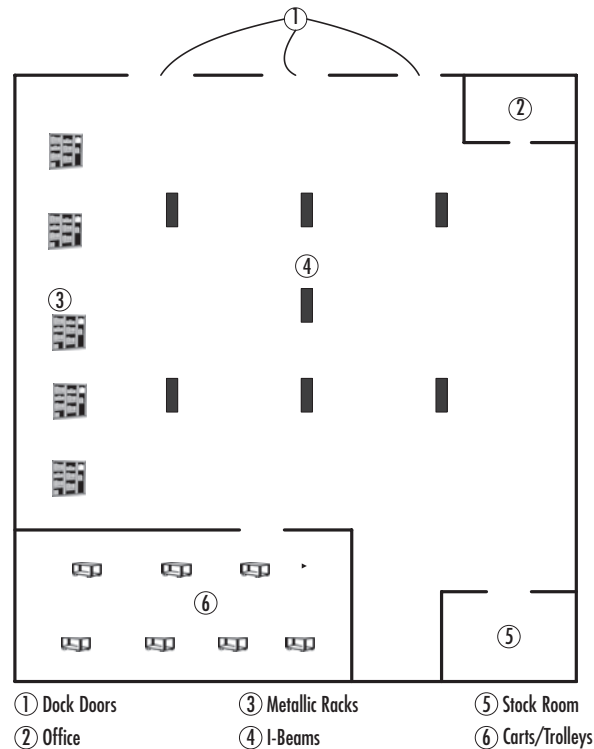 ①
②
④
③
⑥
⑤
① Dock Doors
③ Metallic Racks
⑤ Stock Room
② Office
④ I-Beams
⑥ Carts/Trolleys